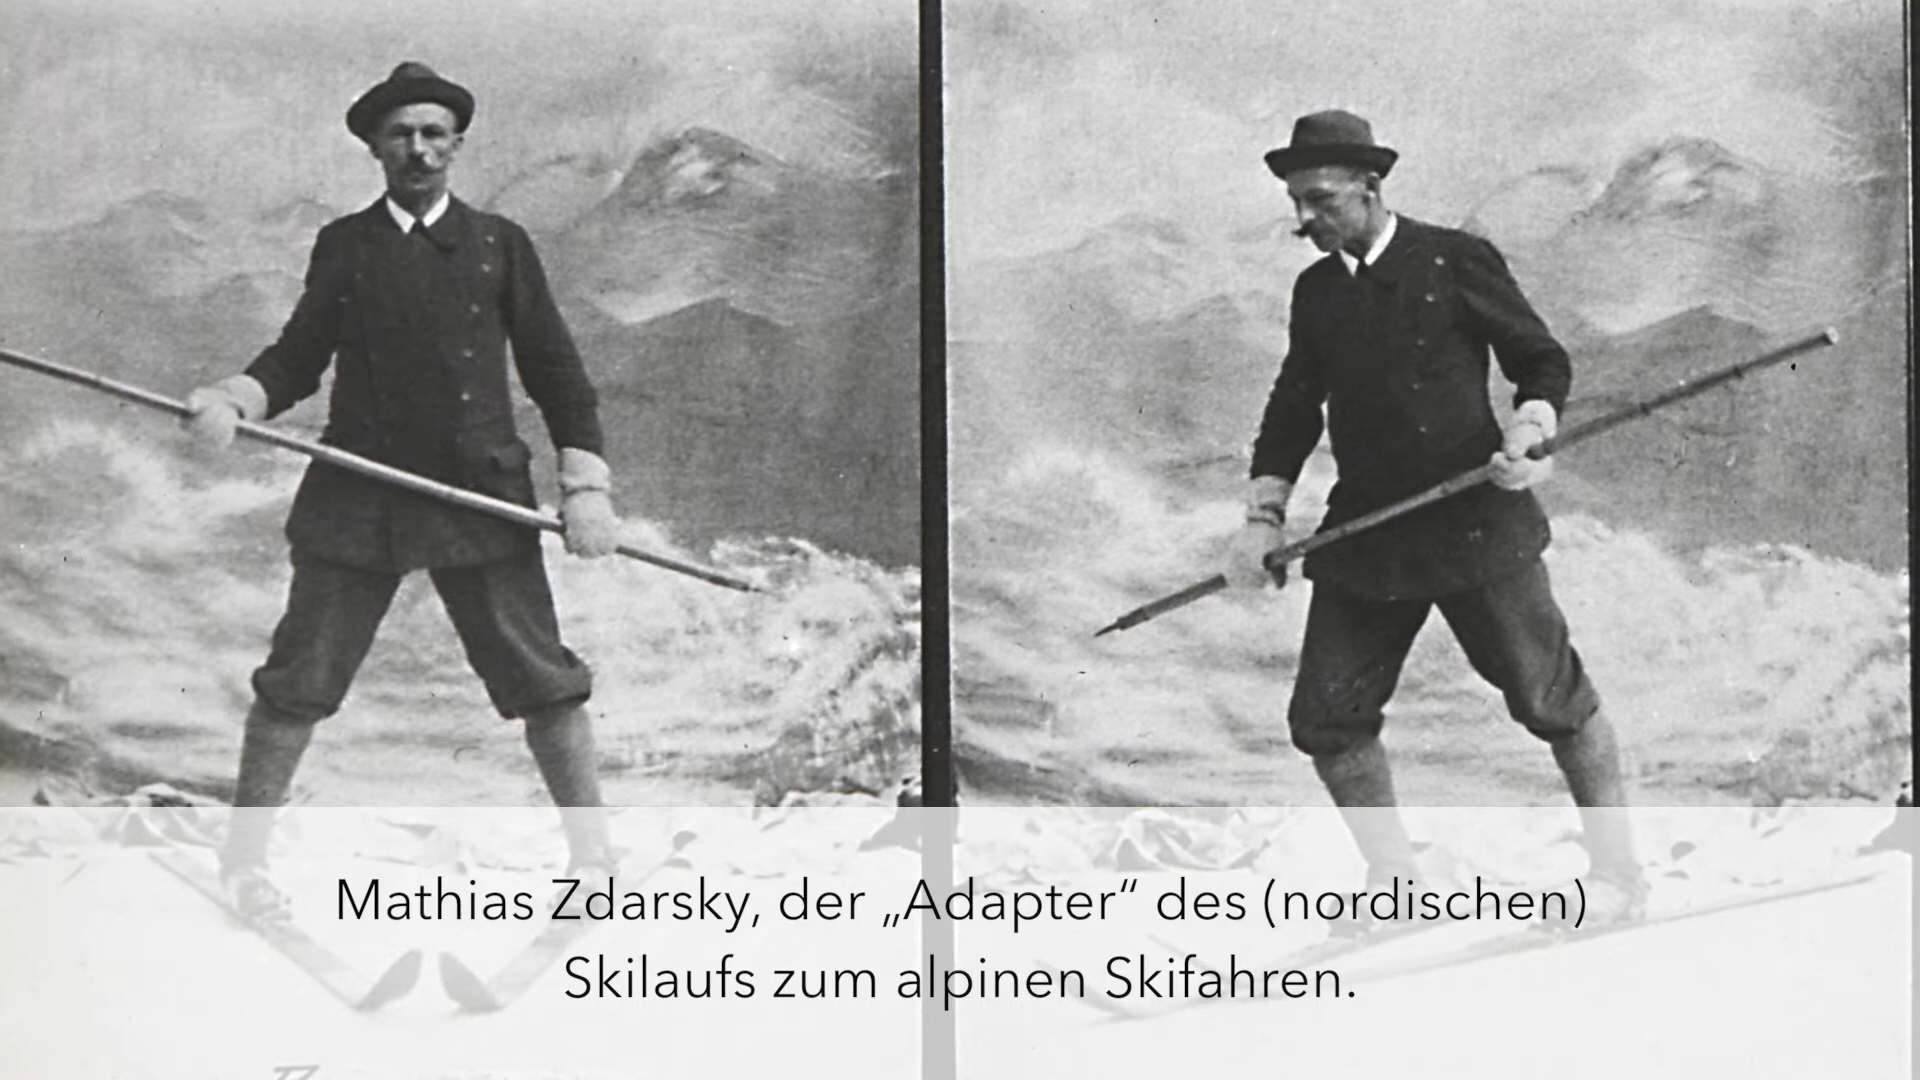 Mathias Zdarsky, der „Adapter“ des (nordischen)
Skilaufs zum alpinen Skifahren.